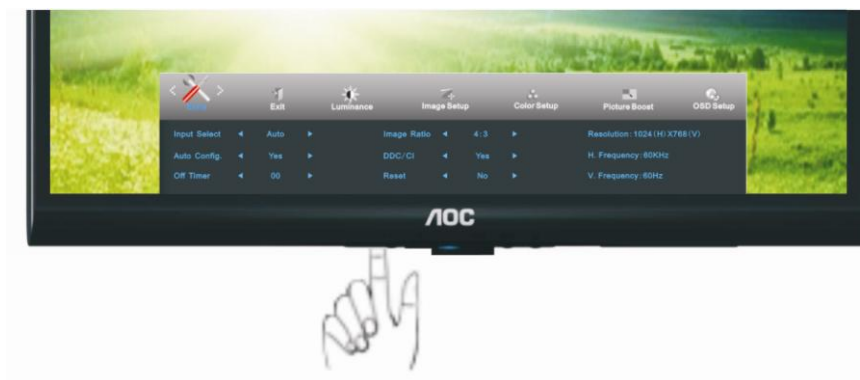 Exit Luminance Image Setup Color Setup Picture Boost OSD Setup
Input Select Auto Image Ratio 4:3 Resolution:1024(H)X768(V)
Auto Config. Yes DDC/CI Yes H. Frequency:60KHz
Off Timer 00 Reset No V. Frequency:60Hz
AOC